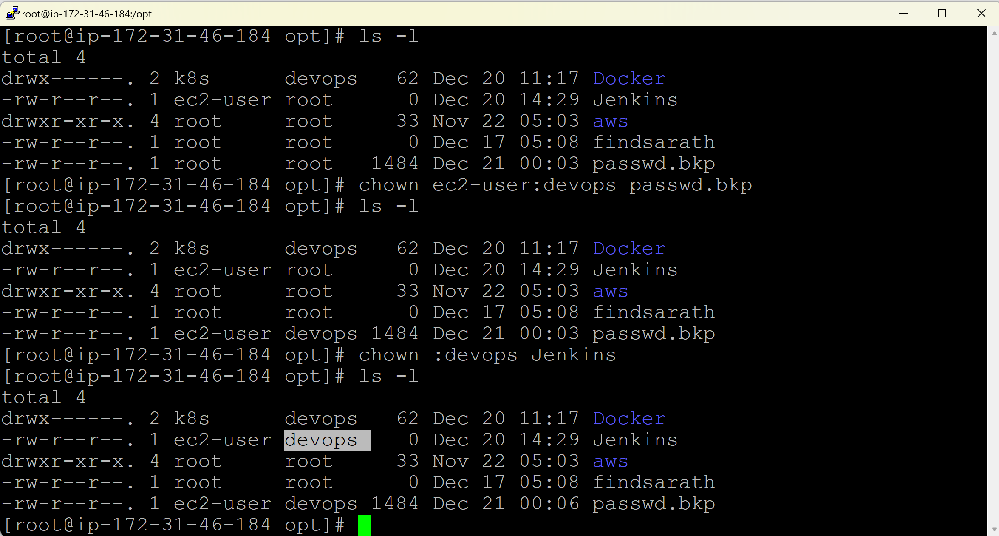 root@ip-172-31-46-184:/opt
[root@ip-172-31-46-184 opt]# ls -l
total 4
drwx------. 2 k8s      devops   62 Dec 20 11:17 Docker
-rw-r--r--. 1 ec2-user root      0 Dec 20 14:29 Jenkins
drwxr-xr-x. 4 root     root     33 Nov 22 05:03 aws
-rw-r--r--. 1 root     root      0 Dec 17 05:08 findsarath
-rw-r--r--. 1 root     root   1484 Dec 21 00:03 passwd.bkp
[root@ip-172-31-46-184 opt]# chown ec2-user:devops passwd.bkp
[root@ip-172-31-46-184 opt]# ls -l
total 4
drwx------. 2 k8s      devops   62 Dec 20 11:17 Docker
-rw-r--r--. 1 ec2-user root      0 Dec 20 14:29 Jenkins
drwxr-xr-x. 4 root     root     33 Nov 22 05:03 aws
-rw-r--r--. 1 root     root      0 Dec 17 05:08 findsarath
-rw-r--r--. 1 ec2-user devops 1484 Dec 21 00:03 passwd.bkp
[root@ip-172-31-46-184 opt]# chown :devops Jenkins
[root@ip-172-31-46-184 opt]# ls -l
total 4
drwx------. 2 k8s      devops   62 Dec 20 11:17 Docker
-rw-r--r--. 1 ec2-user devops    0 Dec 20 14:29 Jenkins
drwxr-xr-x. 4 root     root     33 Nov 22 05:03 aws
-rw-r--r--. 1 root     root      0 Dec 17 05:08 findsarath
-rw-r--r--. 1 ec2-user devops 1484 Dec 21 00:06 passwd.bkp
[root@ip-172-31-46-184 opt]#